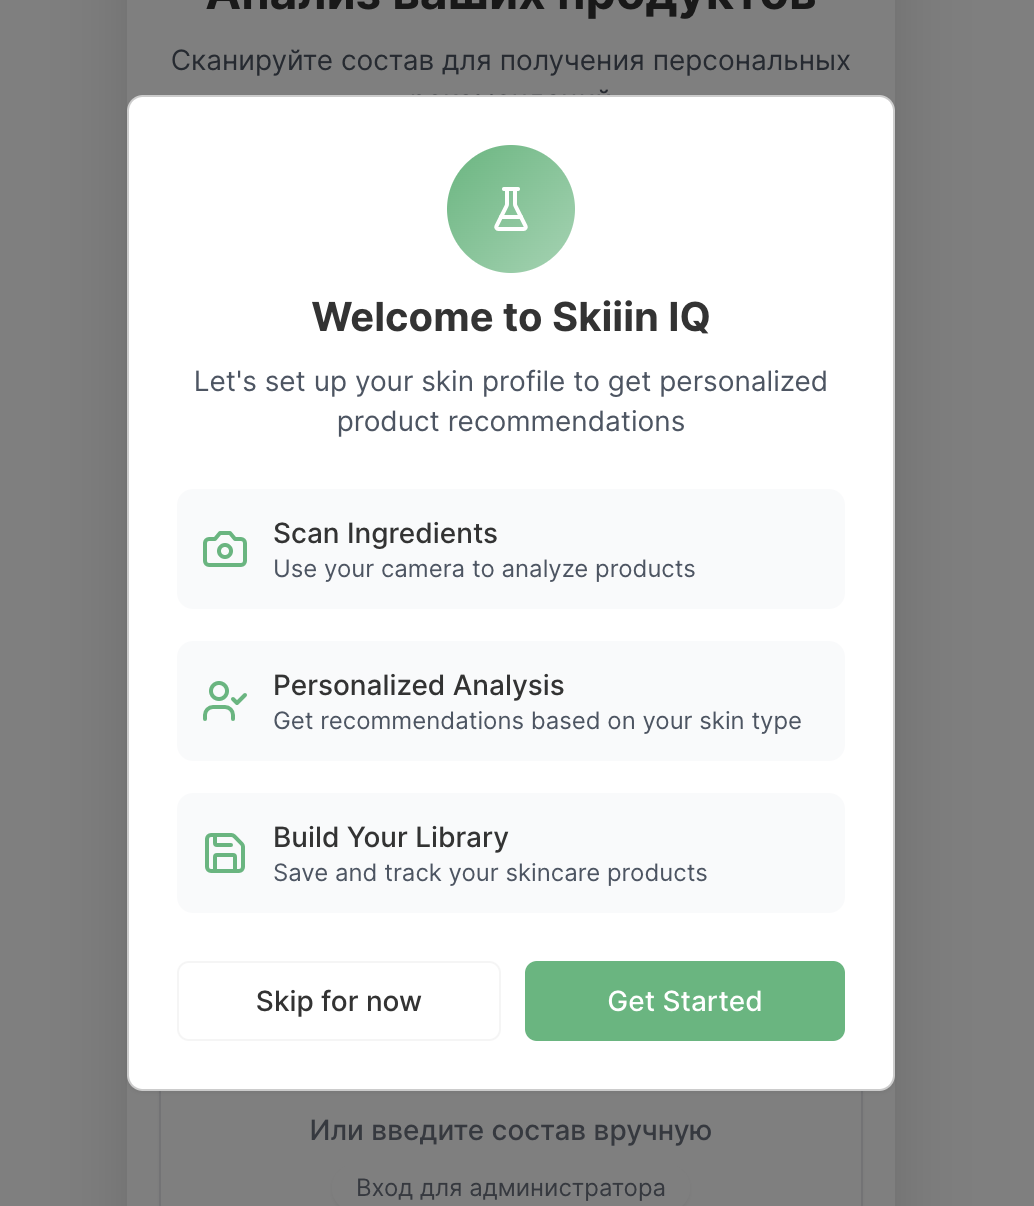 Анализ ваших продуктов
Сканируйте состав для получения персональных
Welcome to Skiiin IQ
Let's set up your skin profile to get personalized
product recommendations
Scan Ingredients
Use your camera to analyze products
Personalized Analysis
Get recommendations based on your skin type
Build Your Library
Save and track your skincare products
Skip for now
Get Started
Или введите состав вручную
Вход для администратора